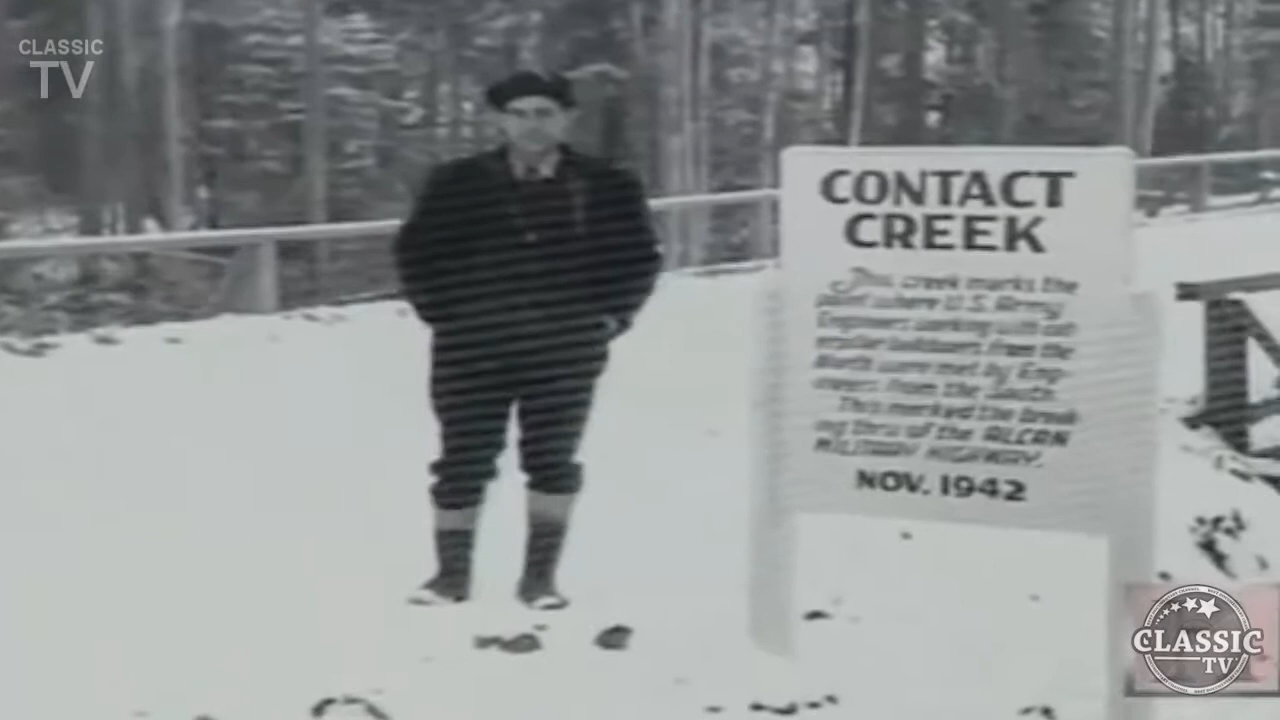 CLASSIC
TV
CONTACT
CREEK
This creek marks the
point where U.S. Army
Engineers working with
bulldozers from the
North were met by Eng-
ineers from the South.
This marked the break-
ing thru of the ALCAN
MILITARY HIGHWAY.
NOV. 1942
CLASSIC
TV